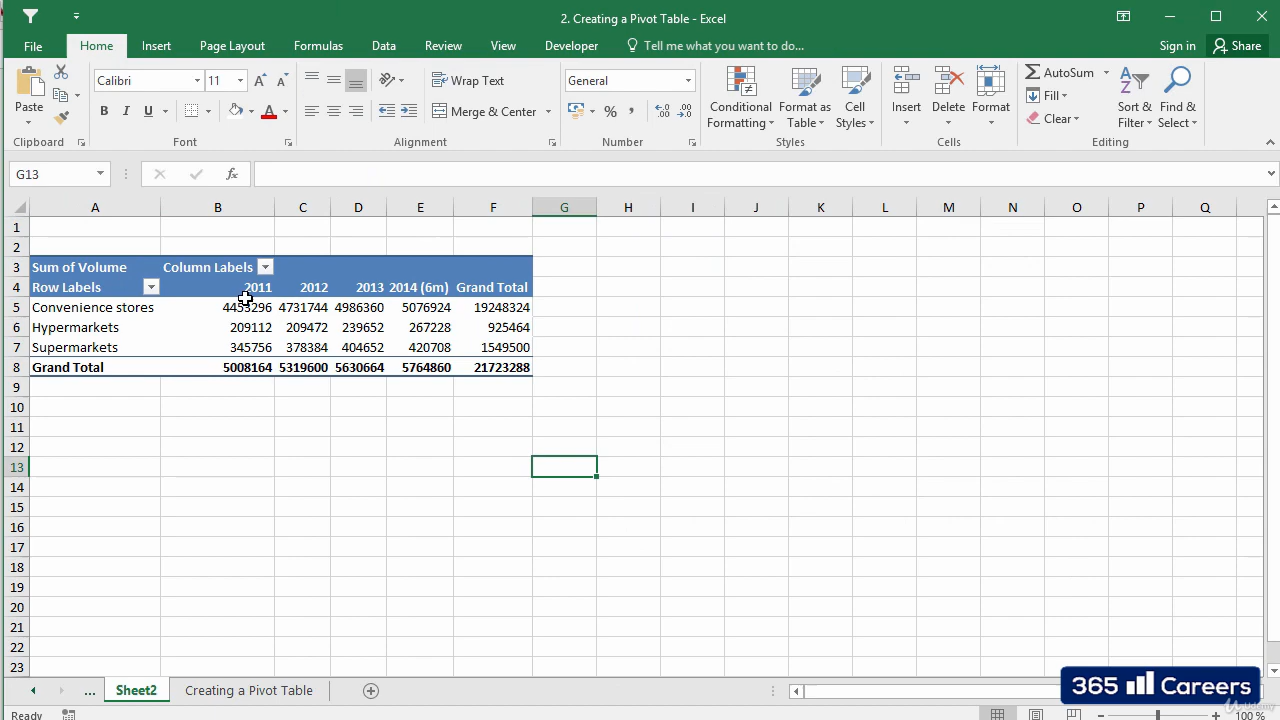 2. Creating a Pivot Table - Excel
File Home Insert Page Layout Formulas Data Review View Developer Tell me what you want to do... Sign in Share
Paste Calibri 11 A A Wrap Text General Conditional Formatting Format as Table Cell Styles Insert Delete Format AutoSum Sort & Filter Find & Select
B I U A Merge & Center % , Fill
Clear
Clipboard Font Alignment Number Styles Cells Editing
G13 fx
A B C D E F G H I J K L M N O P Q
1
2
3 Sum of Volume Column Labels
4 Row Labels 2011 2012 2013 2014 (6m) Grand Total
5 Convenience stores 4453296 4731744 4986360 5076924 19248324
6 Hypermarkets 209112 209472 239652 267228 925464
7 Supermarkets 345756 378384 404652 420708 1549500
8 Grand Total 5008164 5319600 5630664 5764860 21723288
9
10
11
12
13
14
15
16
17
18
19
20
21
22
23
... Sheet2 Creating a Pivot Table
365 Careers
Udemy
Ready 100 %